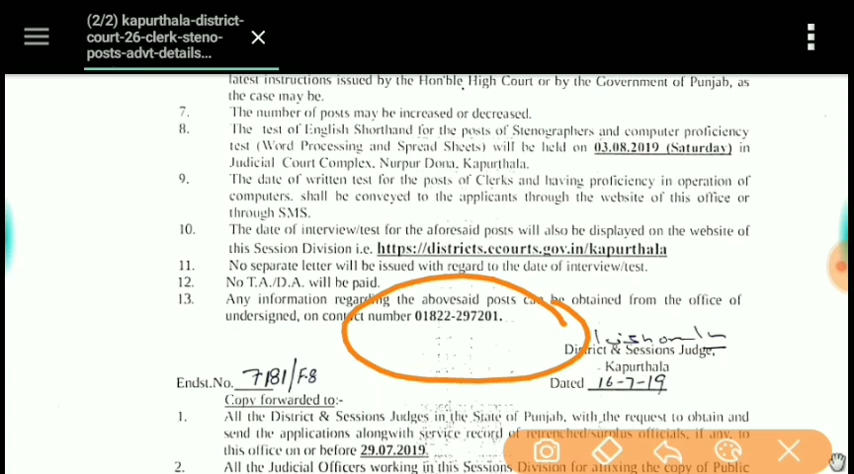 (2/2) kapurthala-district-
court-26-clerk-steno-
posts-advt-details...
latest instructions issued by the Hon'ble High Court or by the Government of Punjab, as
the case may be.
7. The number of posts may be increased or decreased.
8. The test of English Shorthand for the posts of Stenographers and computer proficiency
test (Word Processing and Spread Sheets) will be held on 03.08.2019 (Saturday) in
Judicial Court Complex, Nurpur Dona, Kapurthala.
9. The date of written test for the posts of Clerks and having proficiency in operation of
computers, shall be conveyed to the applicants through the website of this office or
through SMS.
10. The date of interview/test for the aforesaid posts will also be displayed on the website of
this Session Division i.e. https://districts.ecourts.gov.in/kapurthala
11. No separate letter will be issued with regard to the date of interview/test.
12. No T.A./D.A. will be paid.
13. Any information regarding the abovesaid posts can be obtained from the office of
undersigned, on contact number 01822-297201.
District & Sessions Judge,
Kapurthala
Endst.No. 7181/F8 Dated 16-7-19
Copy forwarded to:-
1. All the District & Sessions Judges in the State of Punjab, with the request to obtain and
send the applications alongwith service record of retrenched/surplus officials, if any, to
this office on or before 29.07.2019.
2. All the Judicial Officers working in this Sessions Division for affixing the copy of Public